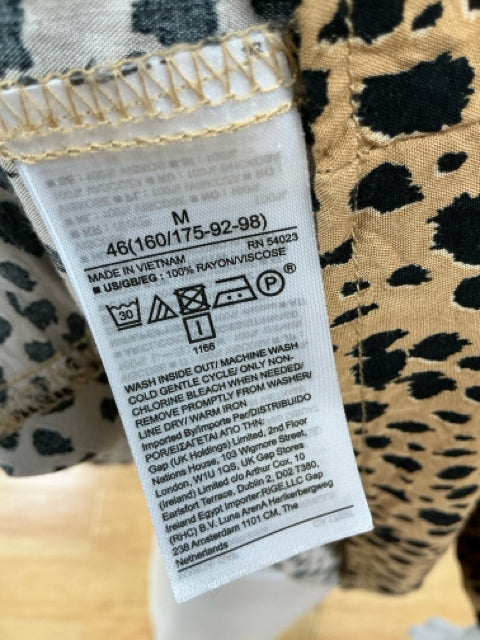 M
46(160/175-92-98)
MADE IN VIETNAM RN 54023
■ US/GB/EG : 100% RAYON/VISCOSE
30 P ®
I
1166
WASH INSIDE OUT/ MACHINE WASH
COLD GENTLE CYCLE/ ONLY NON-
CHLORINE BLEACH WHEN NEEDED/
REMOVE PROMPTLY FROM WASHER/
LINE DRY/ WARM IRON.
Imported By/Importe Par/DISTRIBUIDO
POR/ΕΙΣΑΓΕΤΑΙ ΑΠΟ ΤΗΝ:
Gap (UK Holdings) Limited, 2nd Floor
Nations House, 103 Wigmore Street,
London, W1U 1QS, UK Gap Stores
(Ireland) Limited c/o Arthur Cox, 10
Earlsfort Terrace, Dublin 2, D02 T380,
Ireland Egypt Importer:RIGE,LLC Gap
(RHC) B.V. Luna ArenA Herikerbergweg
238 Amsterdam 1101 CM, The
Netherlands